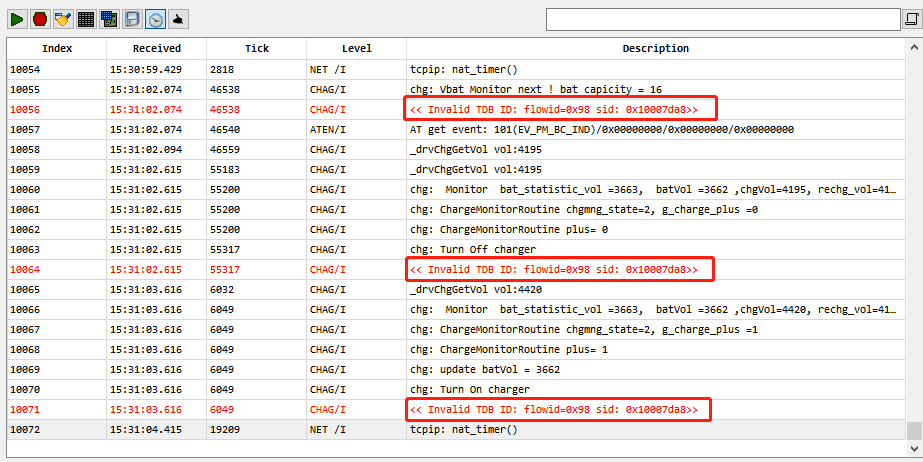 Index Received Tick Level Description
10054 15:30:59.429 2818 NET /I tcpip: nat_timer()
10055 15:31:02.074 46538 CHAG/I chg: Vbat Monitor next ! bat capicity = 16
10056 15:31:02.074 46538 CHAG/I << Invalid TDB ID: flowid=0x98 sid: 0x10007da8>>
10057 15:31:02.074 46540 ATEN/I AT get event: 101(EV_PM_BC_IND)/0x00000000/0x00000000/0x00000000
10058 15:31:02.094 46559 CHAG/I _drvChgGetVol vol:4195
10059 15:31:02.615 55183 CHAG/I _drvChgGetVol vol:4195
10060 15:31:02.615 55200 CHAG/I chg: Monitor bat_statistic_vol =3663, batVol =3662 ,chgVol=4195, rechg_vol=41…
10061 15:31:02.615 55200 CHAG/I chg: ChargeMonitorRoutine chgmng_state=2, g_charge_plus =0
10062 15:31:02.615 55200 CHAG/I chg: ChargeMonitorRoutine plus= 0
10063 15:31:02.615 55317 CHAG/I chg: Turn Off charger
10064 15:31:02.615 55317 CHAG/I << Invalid TDB ID: flowid=0x98 sid: 0x10007da8>>
10065 15:31:03.616 6032 CHAG/I _drvChgGetVol vol:4420
10066 15:31:03.616 6049 CHAG/I chg: Monitor bat_statistic_vol =3663, batVol =3662 ,chgVol=4420, rechg_vol=41…
10067 15:31:03.616 6049 CHAG/I chg: ChargeMonitorRoutine chgmng_state=2, g_charge_plus =1
10068 15:31:03.616 6049 CHAG/I chg: ChargeMonitorRoutine plus= 1
10069 15:31:03.616 6049 CHAG/I chg: update batVol = 3662
10070 15:31:03.616 6049 CHAG/I chg: Turn On charger
10071 15:31:03.616 6049 CHAG/I << Invalid TDB ID: flowid=0x98 sid: 0x10007da8>>
10072 15:31:04.415 19209 NET /I tcpip: nat_timer()